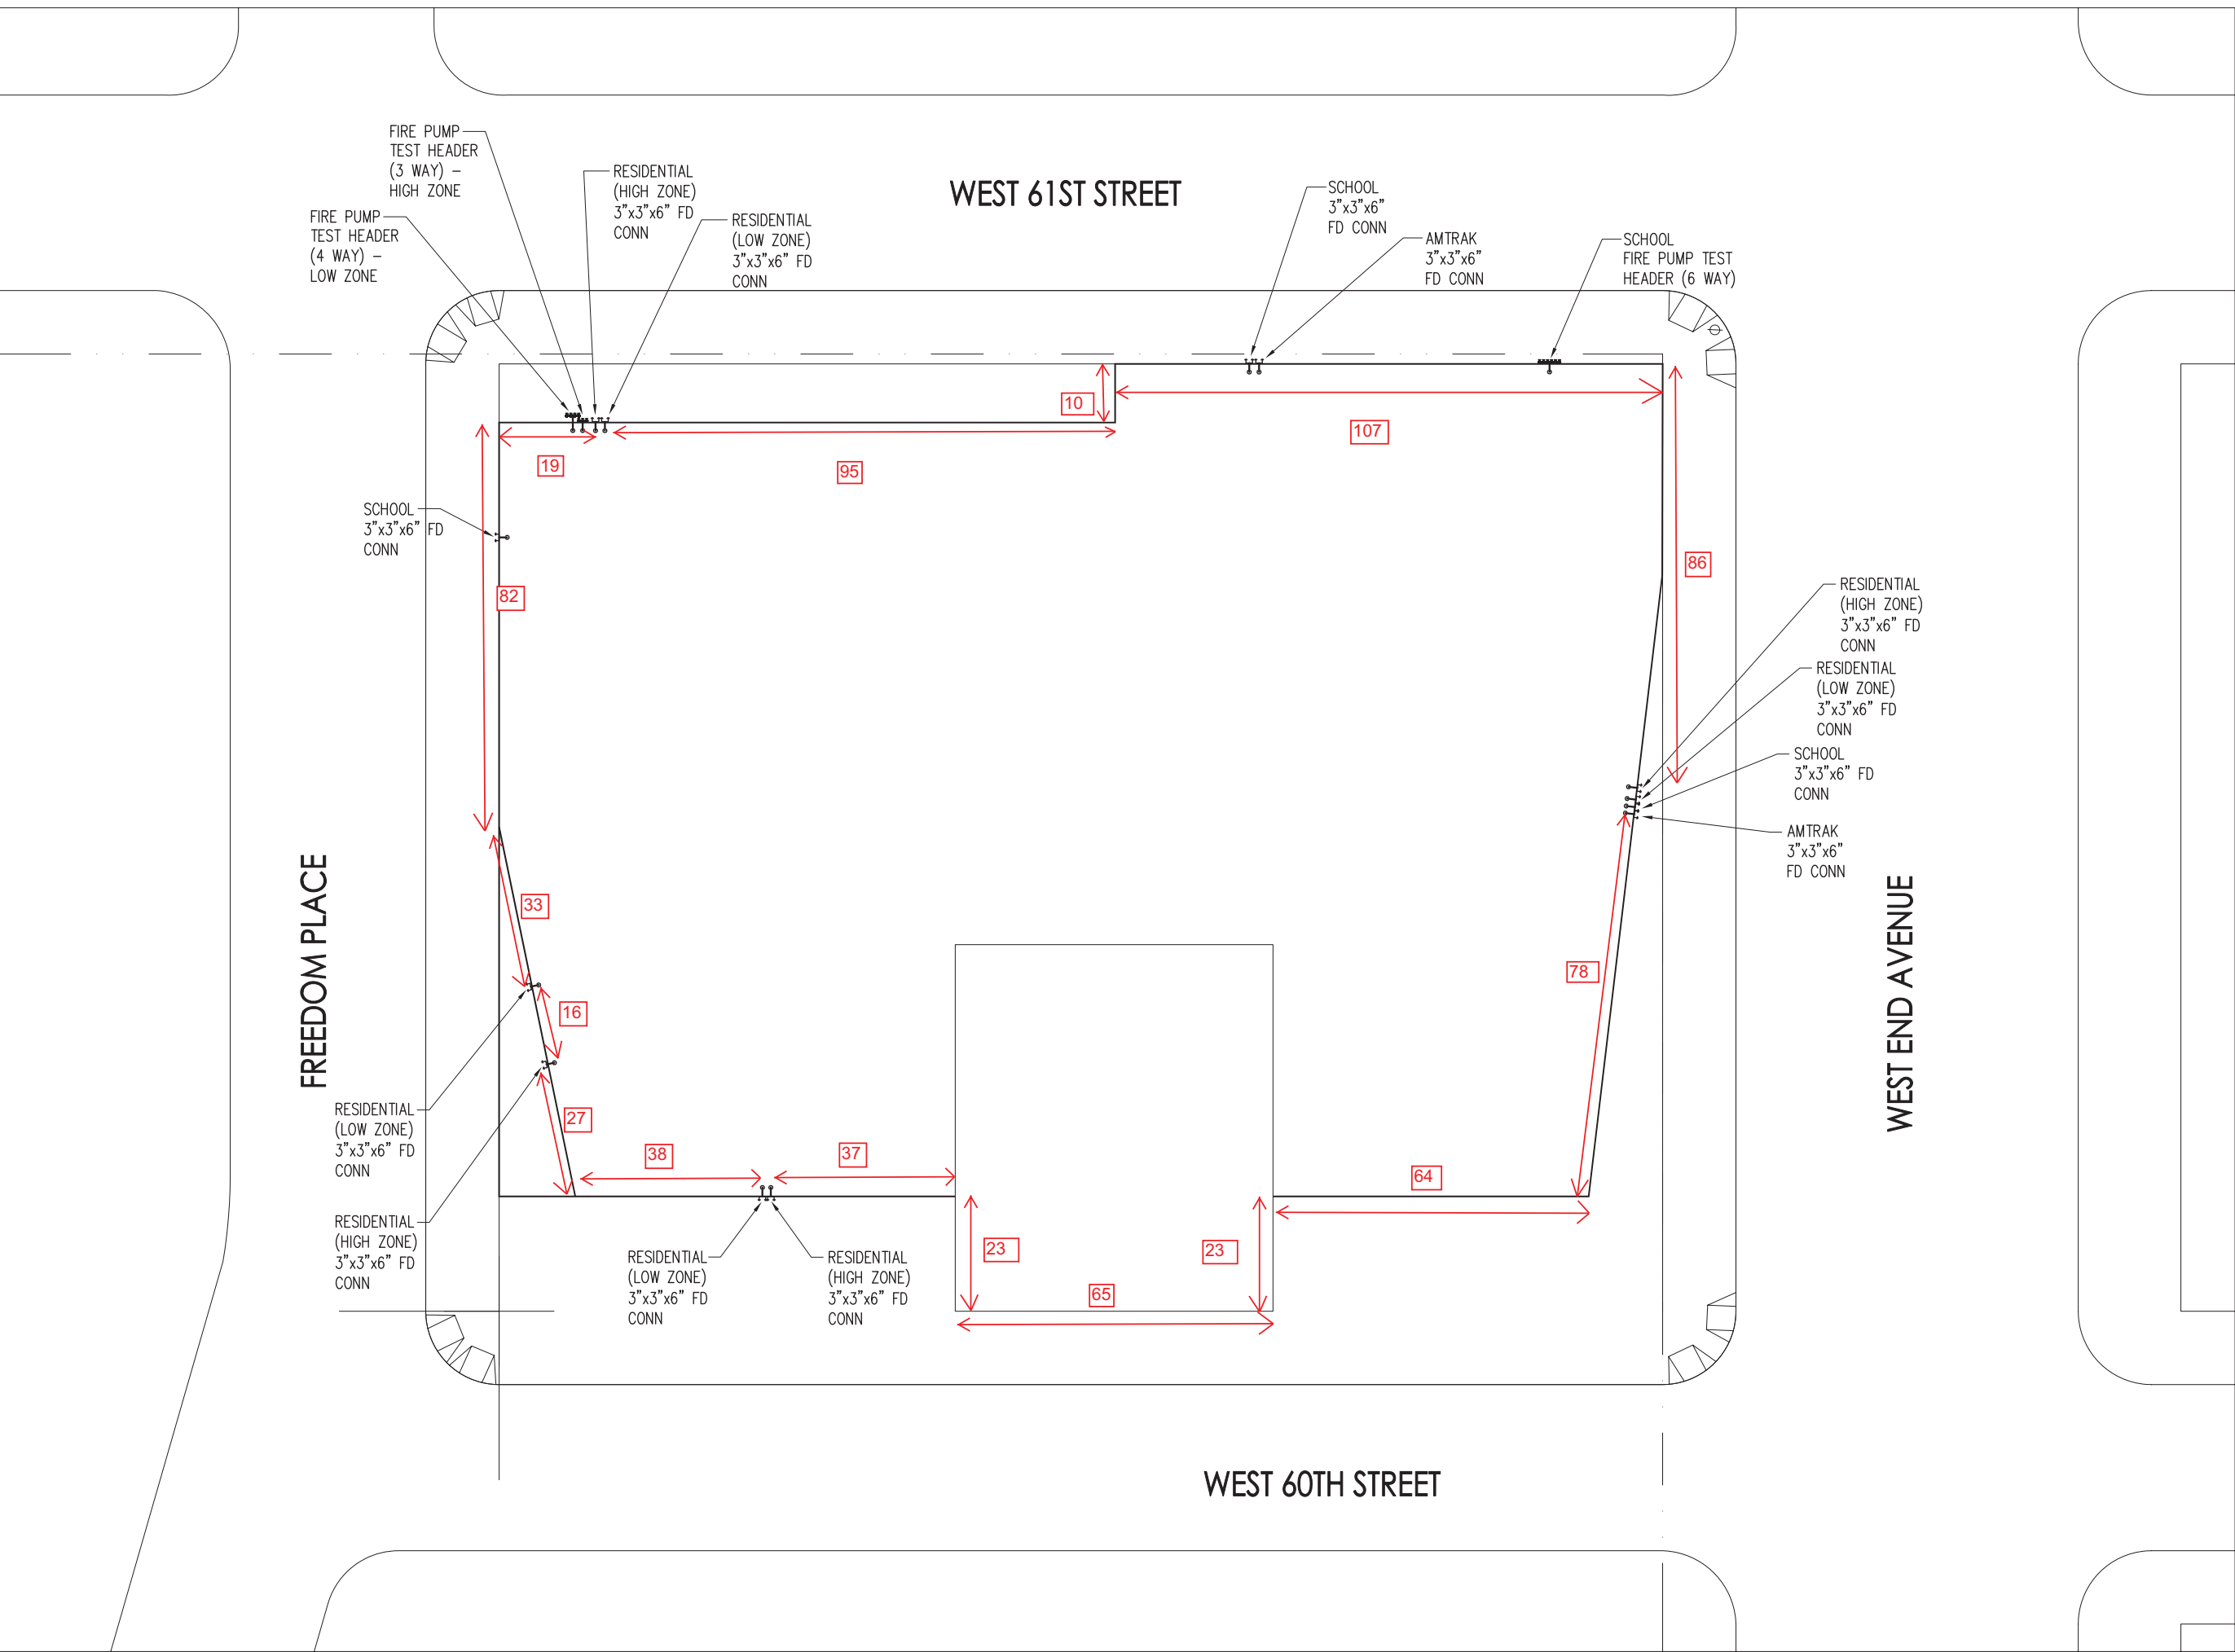 FIRE PUMP
TEST HEADER
(3 WAY) –
HIGH ZONE
RESIDENTIAL
(HIGH ZONE)
3"x3"x6" FD
CONN
WEST 61ST STREET
SCHOOL
3"x3"x6"
FD CONN
FIRE PUMP
TEST HEADER
(4 WAY) –
LOW ZONE
RESIDENTIAL
(LOW ZONE)
3"x3"x6" FD
CONN
AMTRAK
3"x3"x6"
FD CONN
SCHOOL
FIRE PUMP TEST
HEADER (6 WAY)
10
107
19
95
SCHOOL
3"x3"x6" FD
CONN
82
86
RESIDENTIAL
(HIGH ZONE)
3"x3"x6" FD
CONN
RESIDENTIAL
(LOW ZONE)
3"x3"x6" FD
CONN
SCHOOL
3"x3"x6" FD
CONN
AMTRAK
3"x3"x6"
FD CONN
FREEDOM PLACE
WEST END AVENUE
33
78
16
27
RESIDENTIAL
(LOW ZONE)
3"x3"x6" FD
CONN
38
37
64
RESIDENTIAL
(HIGH ZONE)
3"x3"x6" FD
CONN
RESIDENTIAL
(LOW ZONE)
3"x3"x6" FD
CONN
RESIDENTIAL
(HIGH ZONE)
3"x3"x6" FD
CONN
23
23
65
WEST 60TH STREET